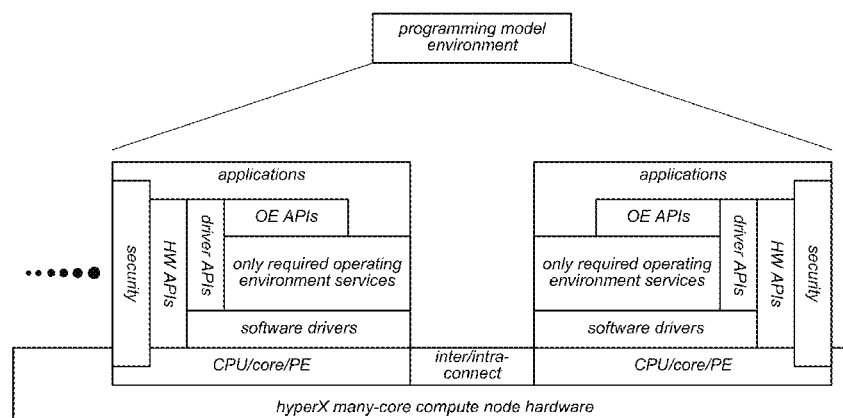 programming model
environment
applications
OE APIs
driver APIs
HW APIs
security
only required operating
environment services
software drivers
CPU/core/PE
inter/intra-
connect
applications
OE APIs
driver APIs
HW APIs
security
only required operating
environment services
software drivers
CPU/core/PE
hyperX many-core compute node hardware